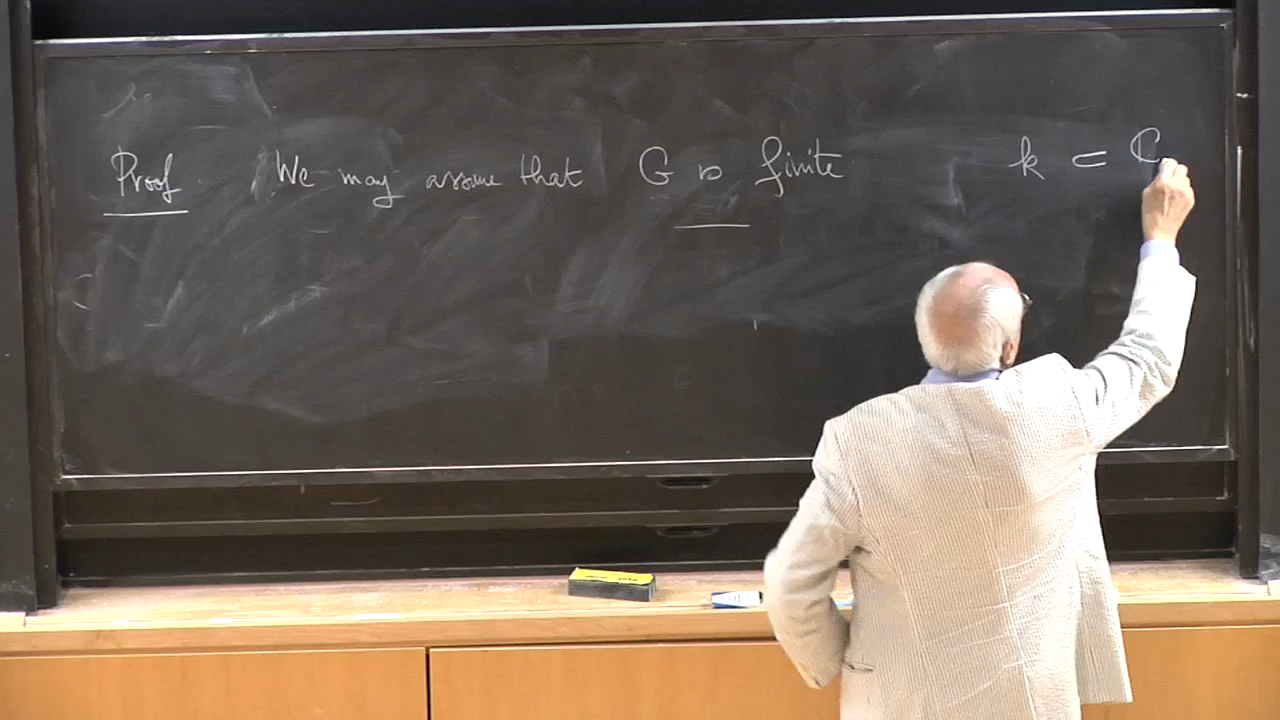 Proof We may assume that G is finite k ⊂ ℂ